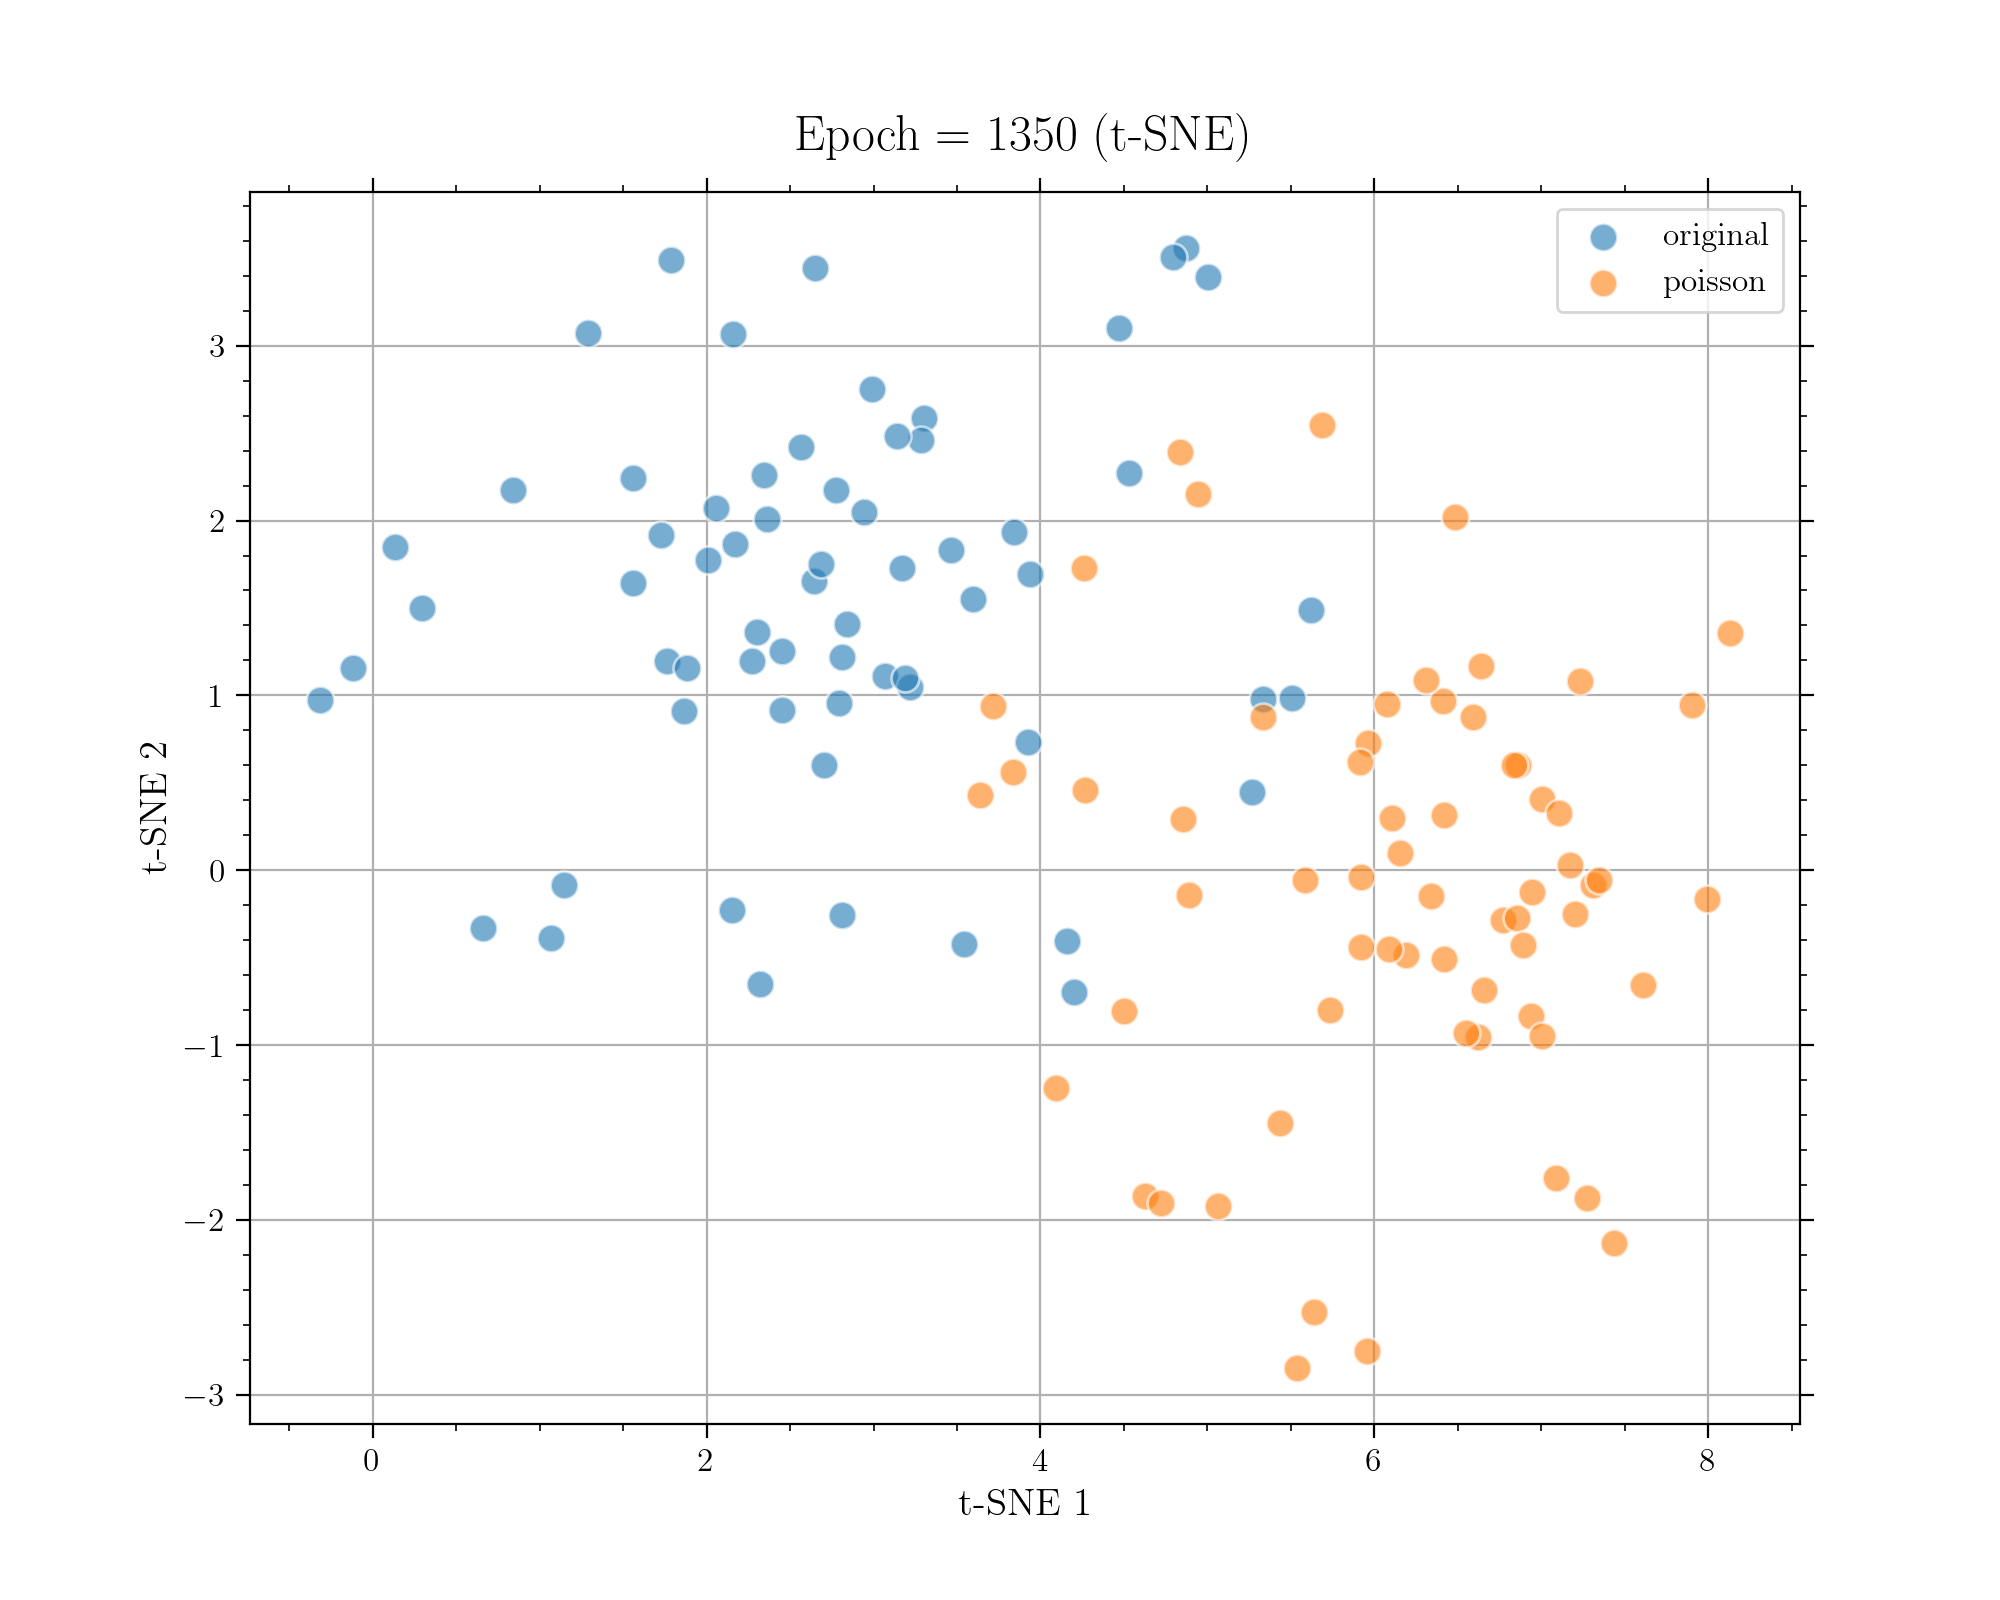 Epoch = 1350 (t-SNE)
original
poisson
3
2
1
0
−1
−2
−3
t-SNE 2
0 2 4 6 8
t-SNE 1